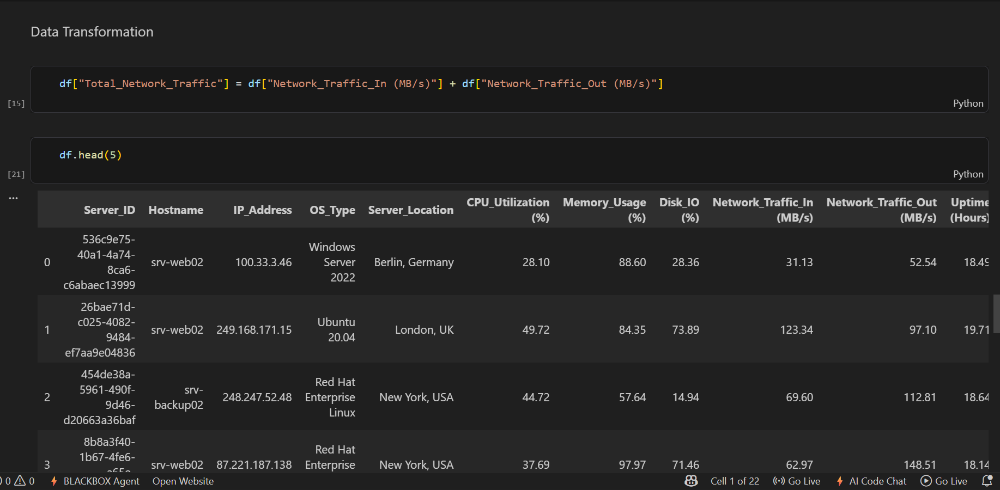 Data Transformation
df["Total_Network_Traffic"] = df["Network_Traffic_In (MB/s)"] + df["Network_Traffic_Out (MB/s)"]
[15]
Python
df.head(5)
[21]
Python
...
Server_ID Hostname IP_Address OS_Type Server_Location CPU_Utilization (%) Memory_Usage (%) Disk_IO (%) Network_Traffic_In (MB/s) Network_Traffic_Out (MB/s) Uptime (Hours)
0 536c9e75-40a1-4a74-8ca6-c6abaec13999 srv-web02 100.33.3.46 Windows Server 2022 Berlin, Germany 28.10 88.60 28.36 31.13 52.54 18.49
1 26bae71d-c025-4082-9484-ef7aa9e04836 srv-web02 249.168.171.15 Ubuntu 20.04 London, UK 49.72 84.35 73.89 123.34 97.10 19.71
2 454de38a-5961-490f-9d46-d20663a36baf srv-backup02 248.247.52.48 Red Hat Enterprise Linux New York, USA 44.72 57.64 14.94 69.60 112.81 18.64
3 8b8a3f40-1b67-4fe6- srv-web02 87.221.187.138 Red Hat Enterprise New York, USA 37.69 97.97 71.46 62.97 148.51 18.14
0 0 BLACKBOX Agent Open Website Cell 1 of 22 Go Live AI Code Chat Go Live